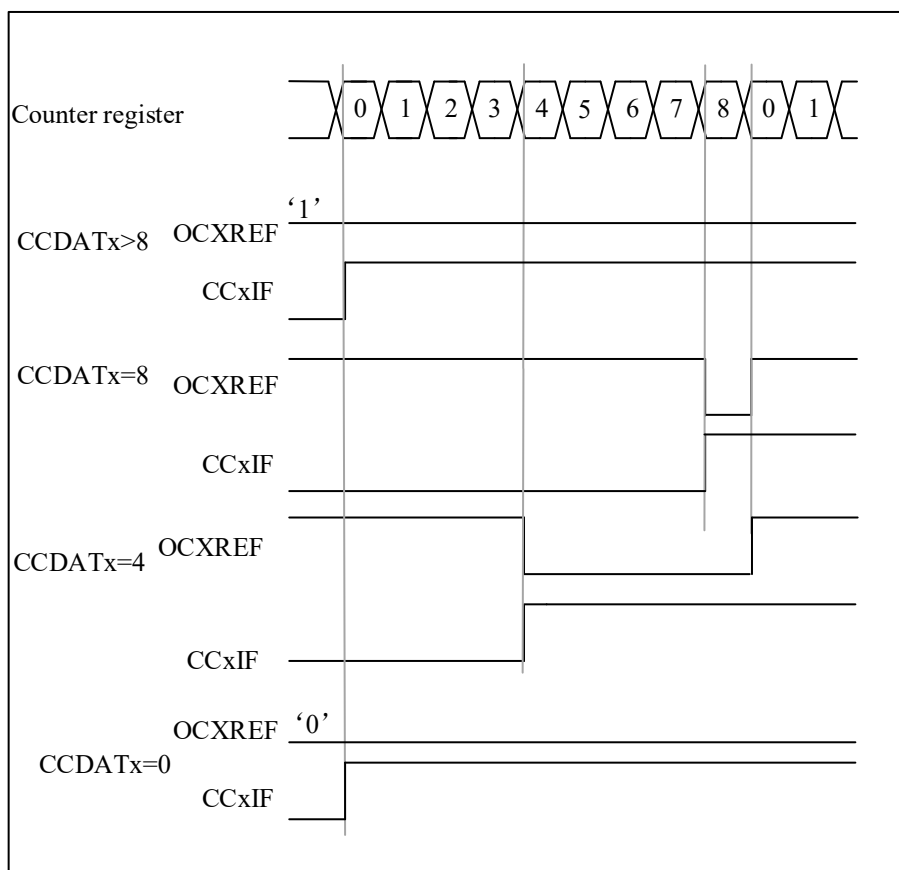 Counter register 0 1 2 3 4 5 6 7 8 0 1
‘1’
CCDATx>8 OCXREF
CCxIF
CCDATx=8 OCXREF
CCxIF
CCDATx=4 OCXREF
CCxIF
OCXREF ‘0’
CCDATx=0
CCxIF